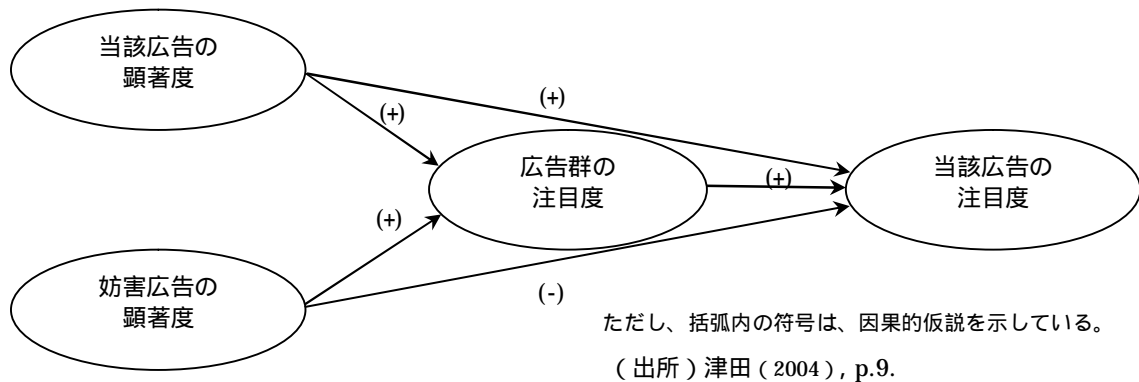 当該広告の
顕著度
(+)
(+)
広告群の
注目度
(+)
当該広告の
注目度
(+)
妨害広告の
顕著度
(-)
ただし、括弧内の符号は、因果的仮説を示している。
（出所）津田（2004）, p.9.